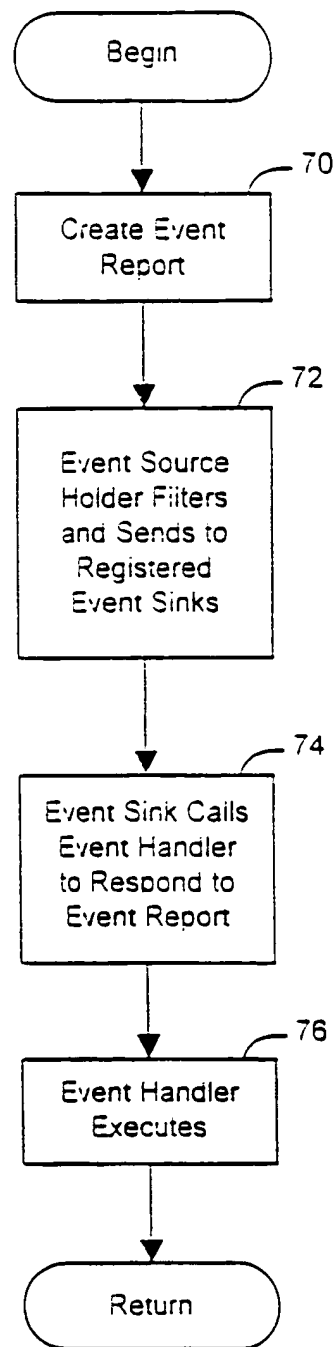 Begin
70
Create Event
Report
72
Event Source
Holder Filters
and Sends to
Registered
Event Sinks
74
Event Sink Calls
Event Handler
to Respond to
Event Report
76
Event Handler
Executes
Return